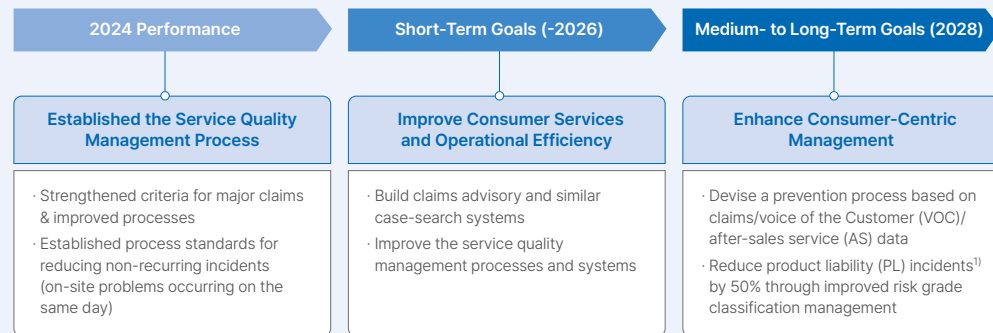 2024 Performance
Short-Term Goals (-2026)
Medium- to Long-Term Goals (2028)
Established the Service Quality
Management Process
Improve Consumer Services
and Operational Efficiency
Enhance Consumer-Centric
Management
· Strengthened criteria for major claims
& improved processes
· Established process standards for
reducing non-recurring incidents
(on-site problems occurring on the
same day)
· Build claims advisory and similar
case-search systems
· Improve the service quality
management processes and systems
· Devise a prevention process based on
claims/voice of the Customer (VOC)/
after-sales service (AS) data
· Reduce product liability (PL) incidents1)
by 50% through improved risk grade
classification management